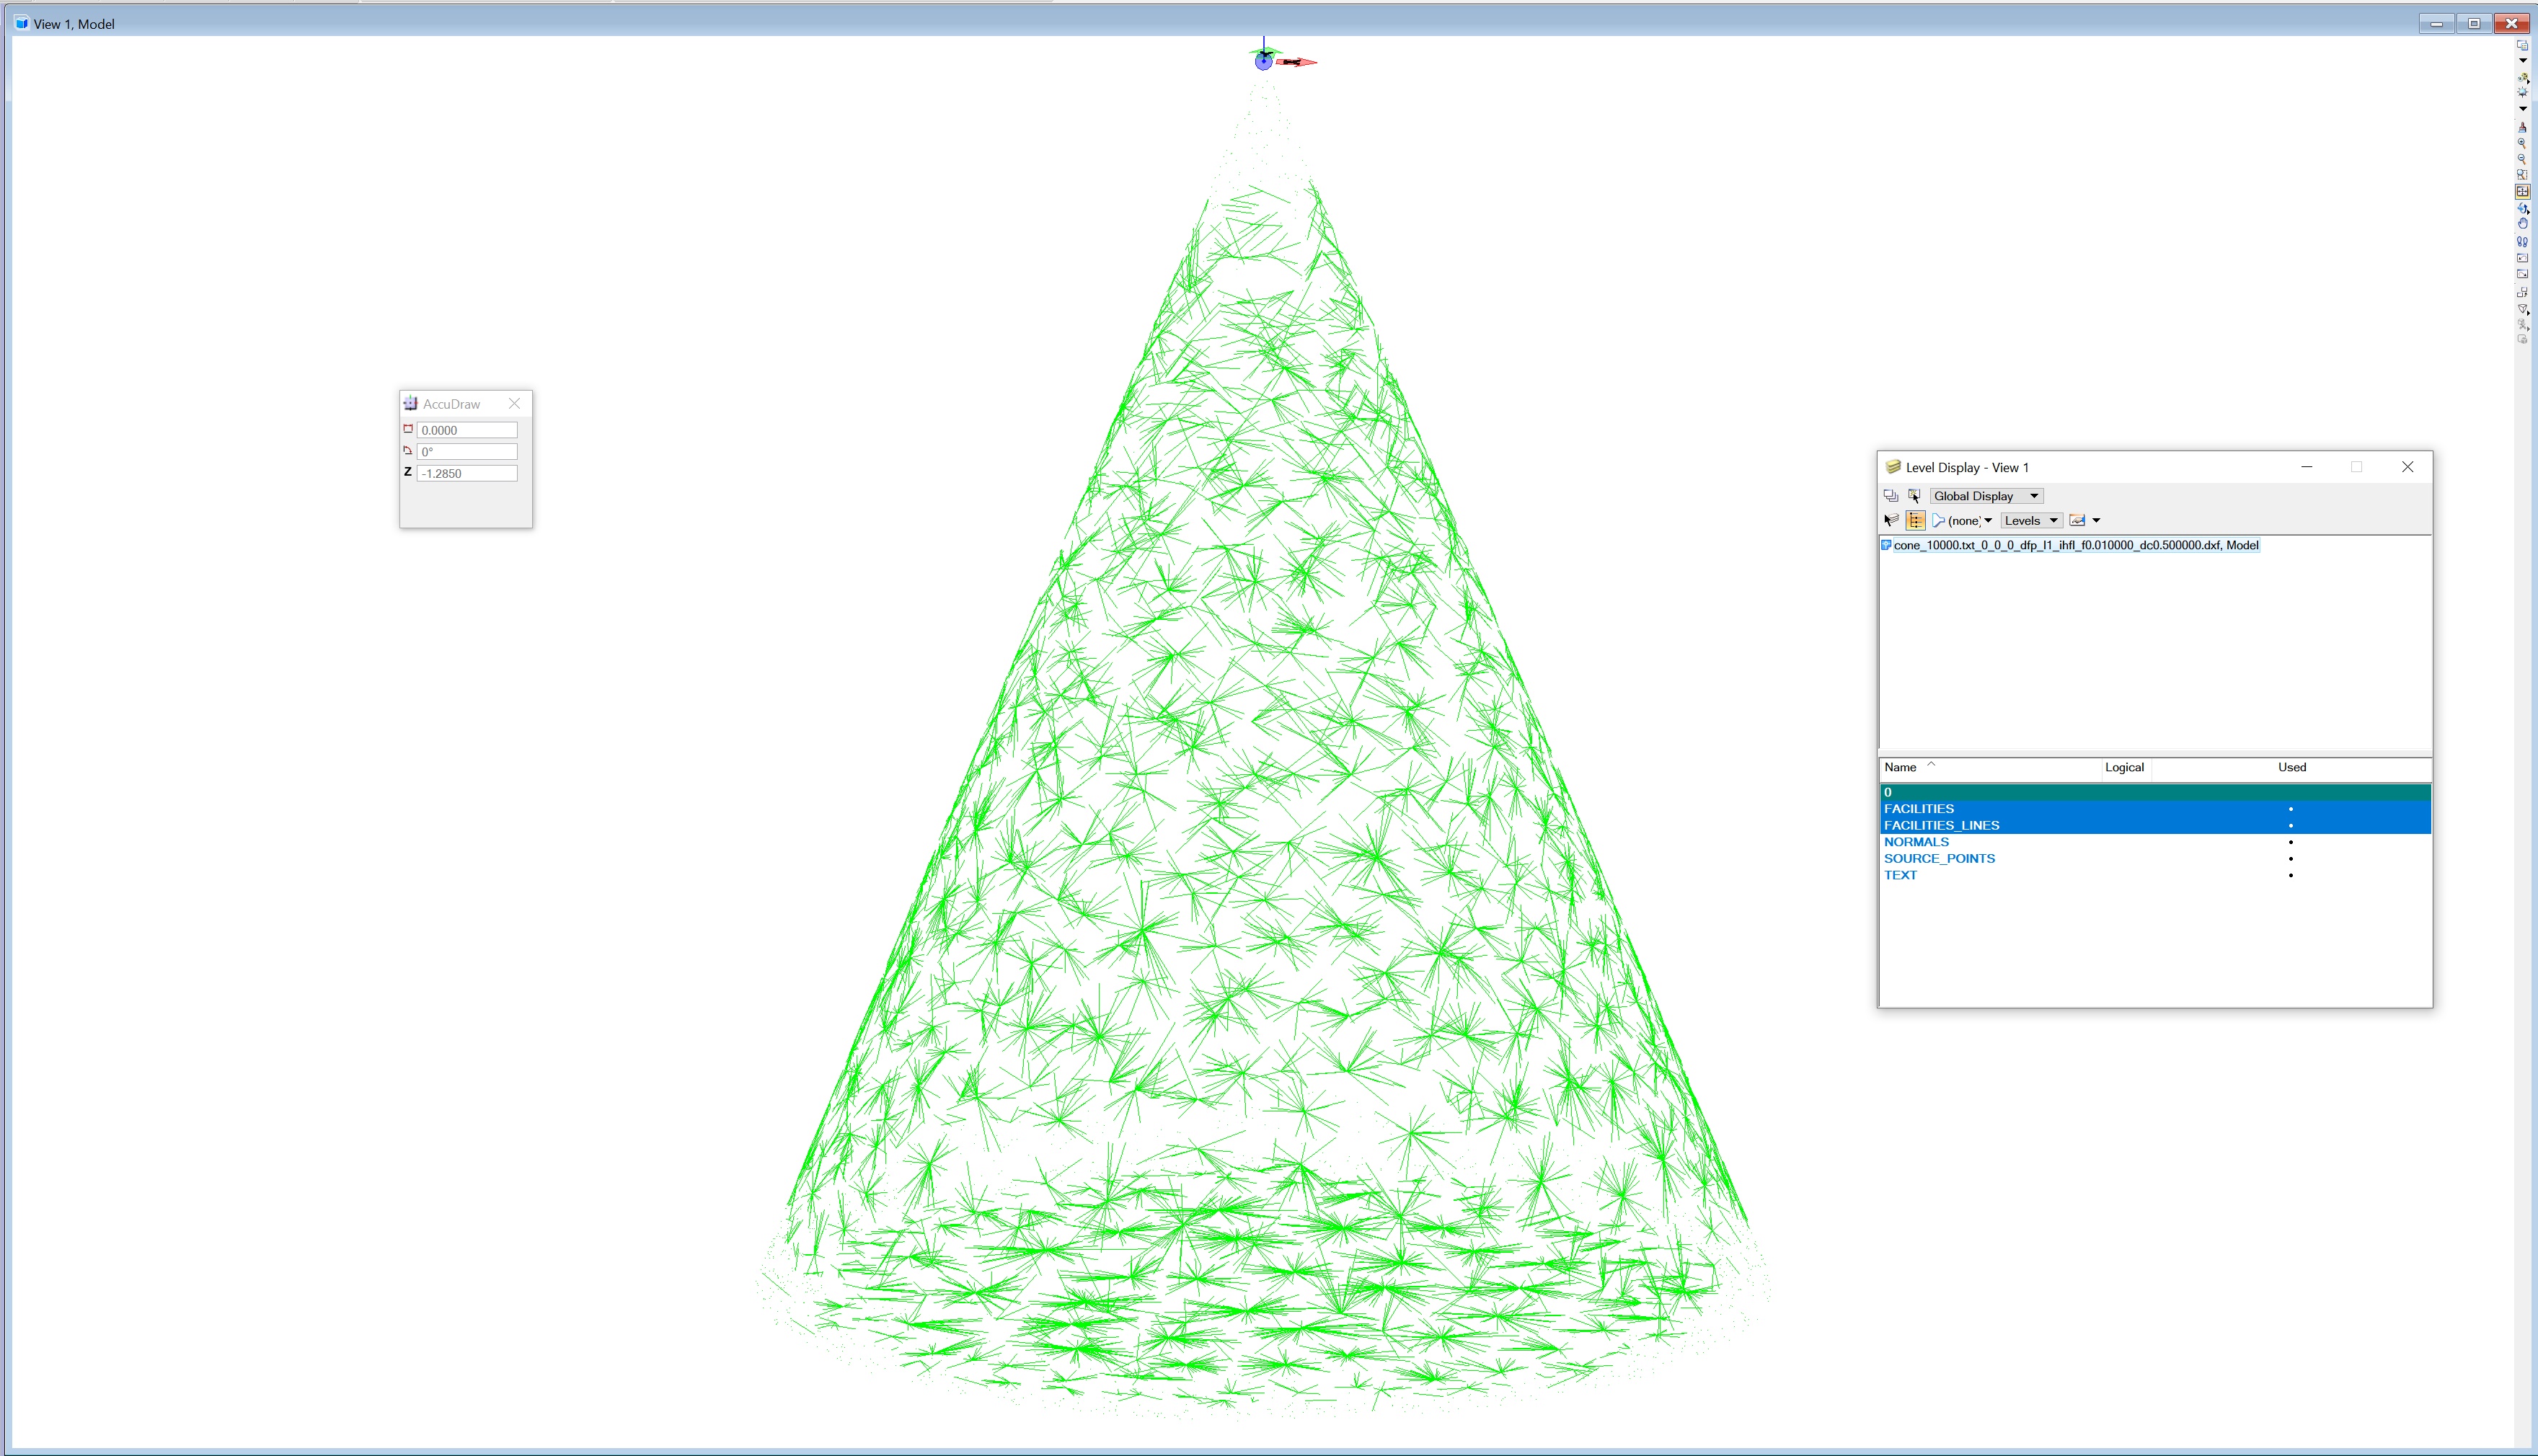 View 1, Model
AccuDraw
0.0000
0°
Z -1.2850
Level Display - View 1
Global Display
(none) Levels
cone_10000.txt_0_0_0_dfp_l1_ihfl_f0.010000_dc0.500000.dxf, Model
Name Logical Used
0
FACILITIES
FACILITIES_LINES
NORMALS
SOURCE_POINTS
TEXT